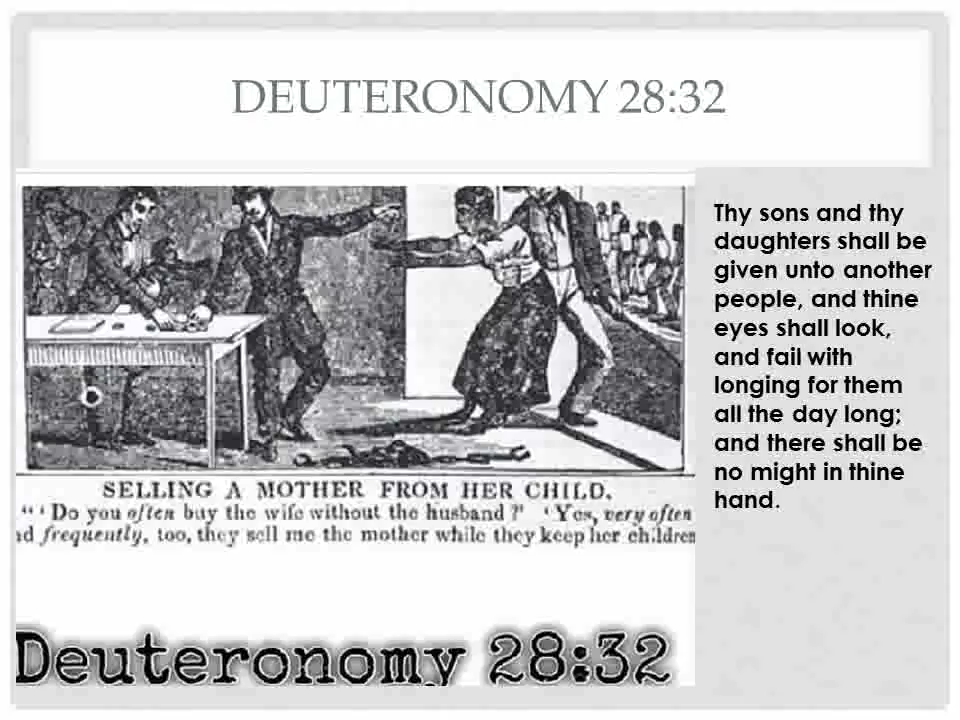 DEUTERONOMY 28:32
SELLING A MOTHER FROM HER CHILD.
"'Do you often buy the wife without the husband?' 'Yes, very often
d frequently, too, they sell me the mother while they keep her children
Deuteronomy 28:32
Thy sons and thy
daughters shall be
given unto another
people, and thine
eyes shall look,
and fail with
longing for them
all the day long;
and there shall be
no might in thine
hand.